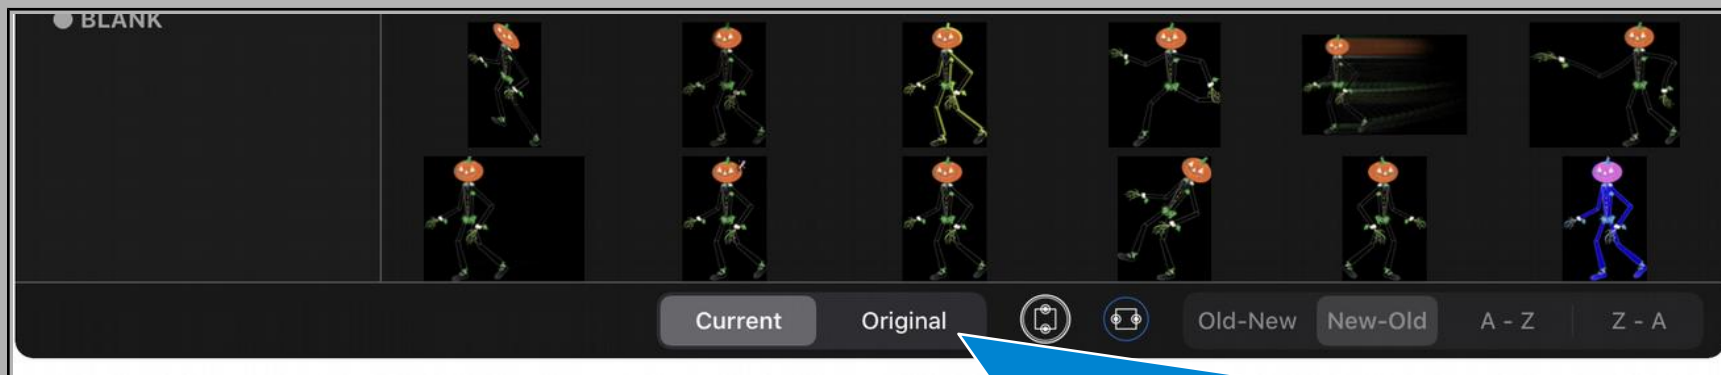 BLANK
Current Original Old-New New-Old A - Z Z - A